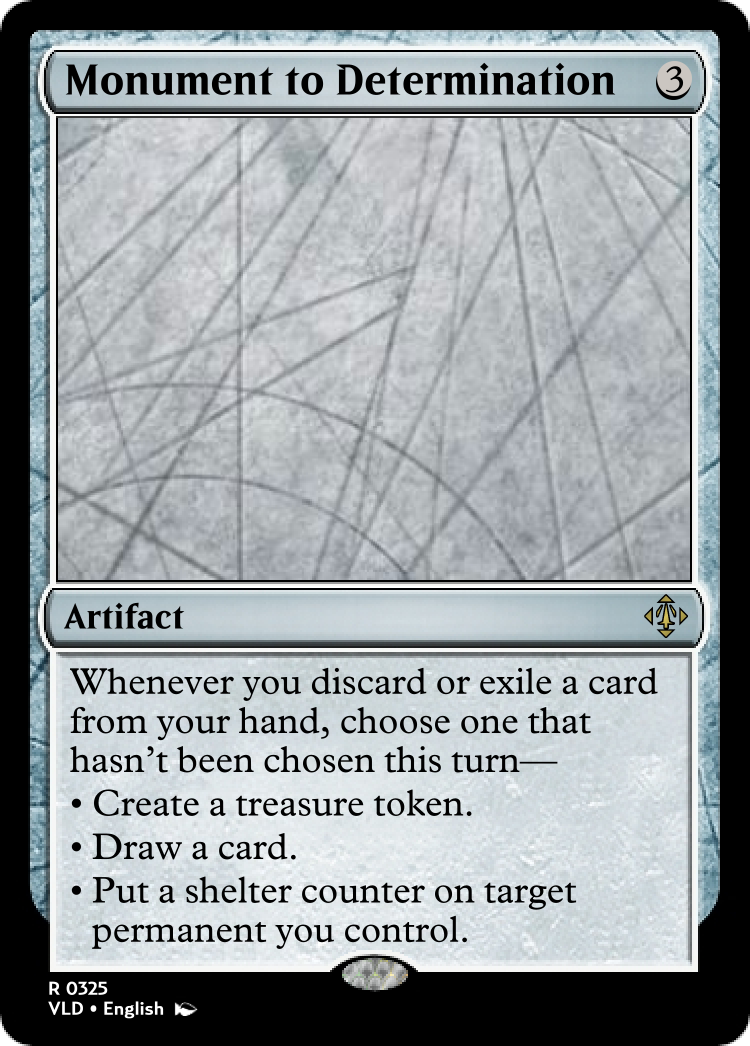 Monument to Determination 3
Artifact
Whenever you discard or exile a card
from your hand, choose one that
hasn't been chosen this turn—
• Create a treasure token.
• Draw a card.
• Put a shelter counter on target
permanent you control.
R 0325
VLD • English